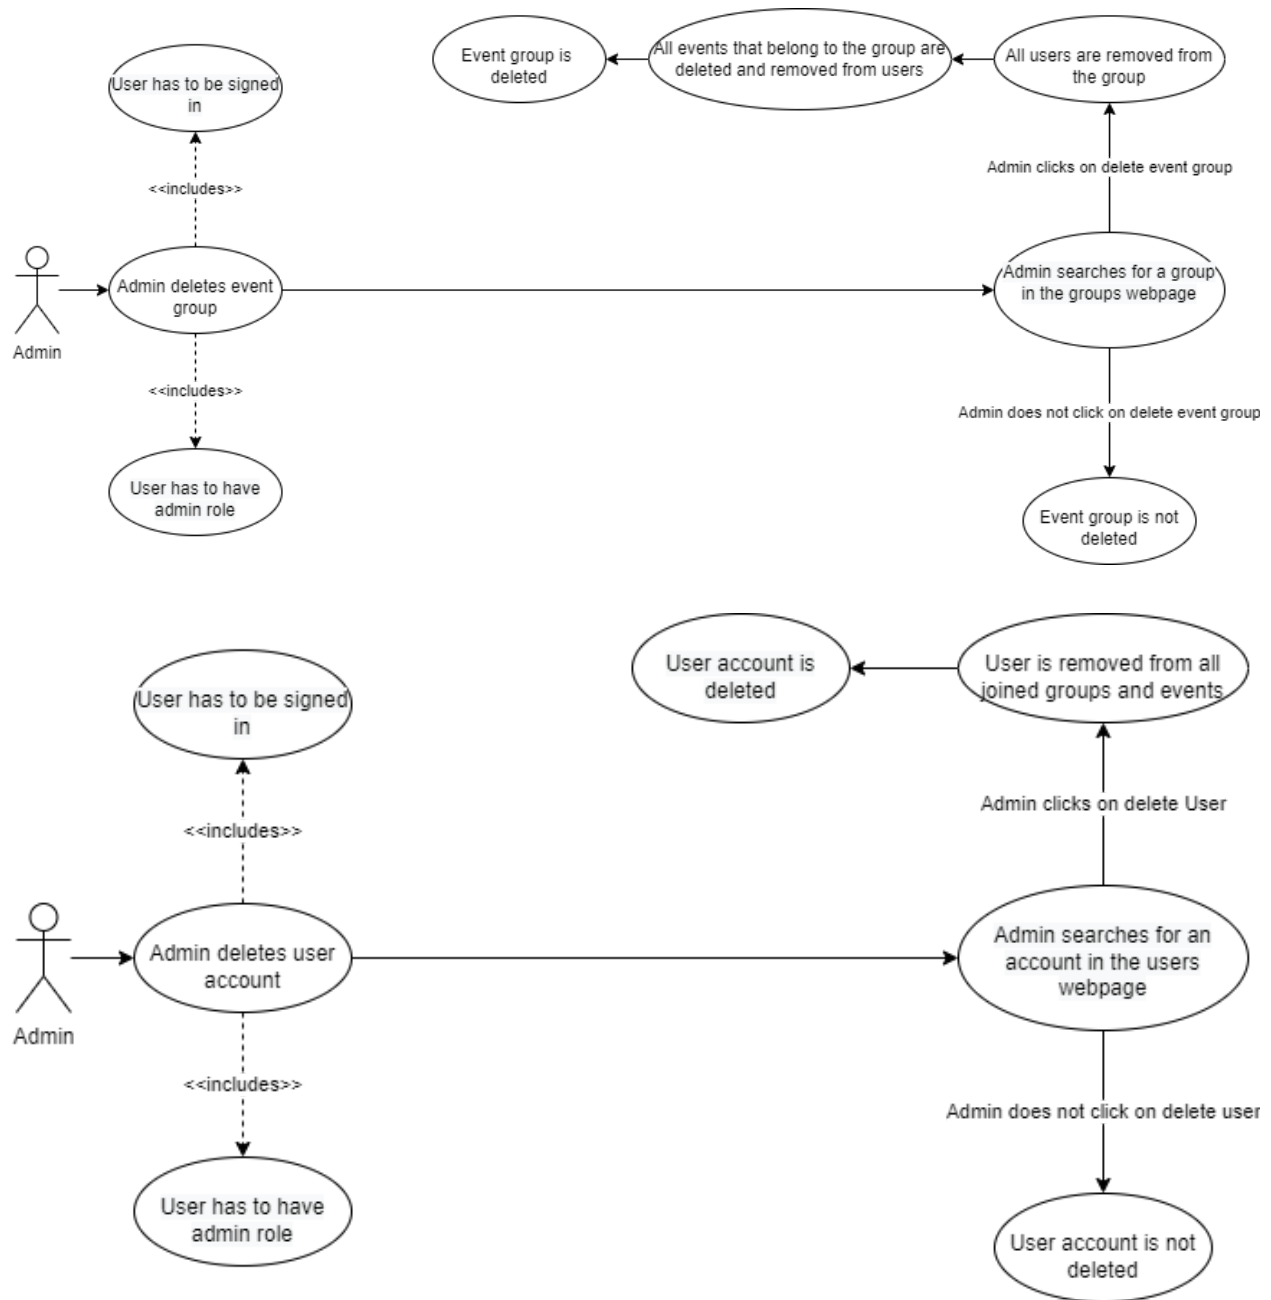 Event group is
deleted
All events that belong to the group are
deleted and removed from users
All users are removed from
the group
User has to be signed
in
Admin clicks on delete event group
<<includes>>
Admin
Admin deletes event
group
Admin searches for a group
in the groups webpage
<<includes>>
Admin does not click on delete event group
User has to have
admin role
Event group is not
deleted
User account is
deleted
User is removed from all
joined groups and events
User has to be signed
in
Admin clicks on delete User
<<includes>>
Admin
Admin deletes user
account
Admin searches for an
account in the users
webpage
<<includes>>
Admin does not click on delete user
User has to have
admin role
User account is not
deleted